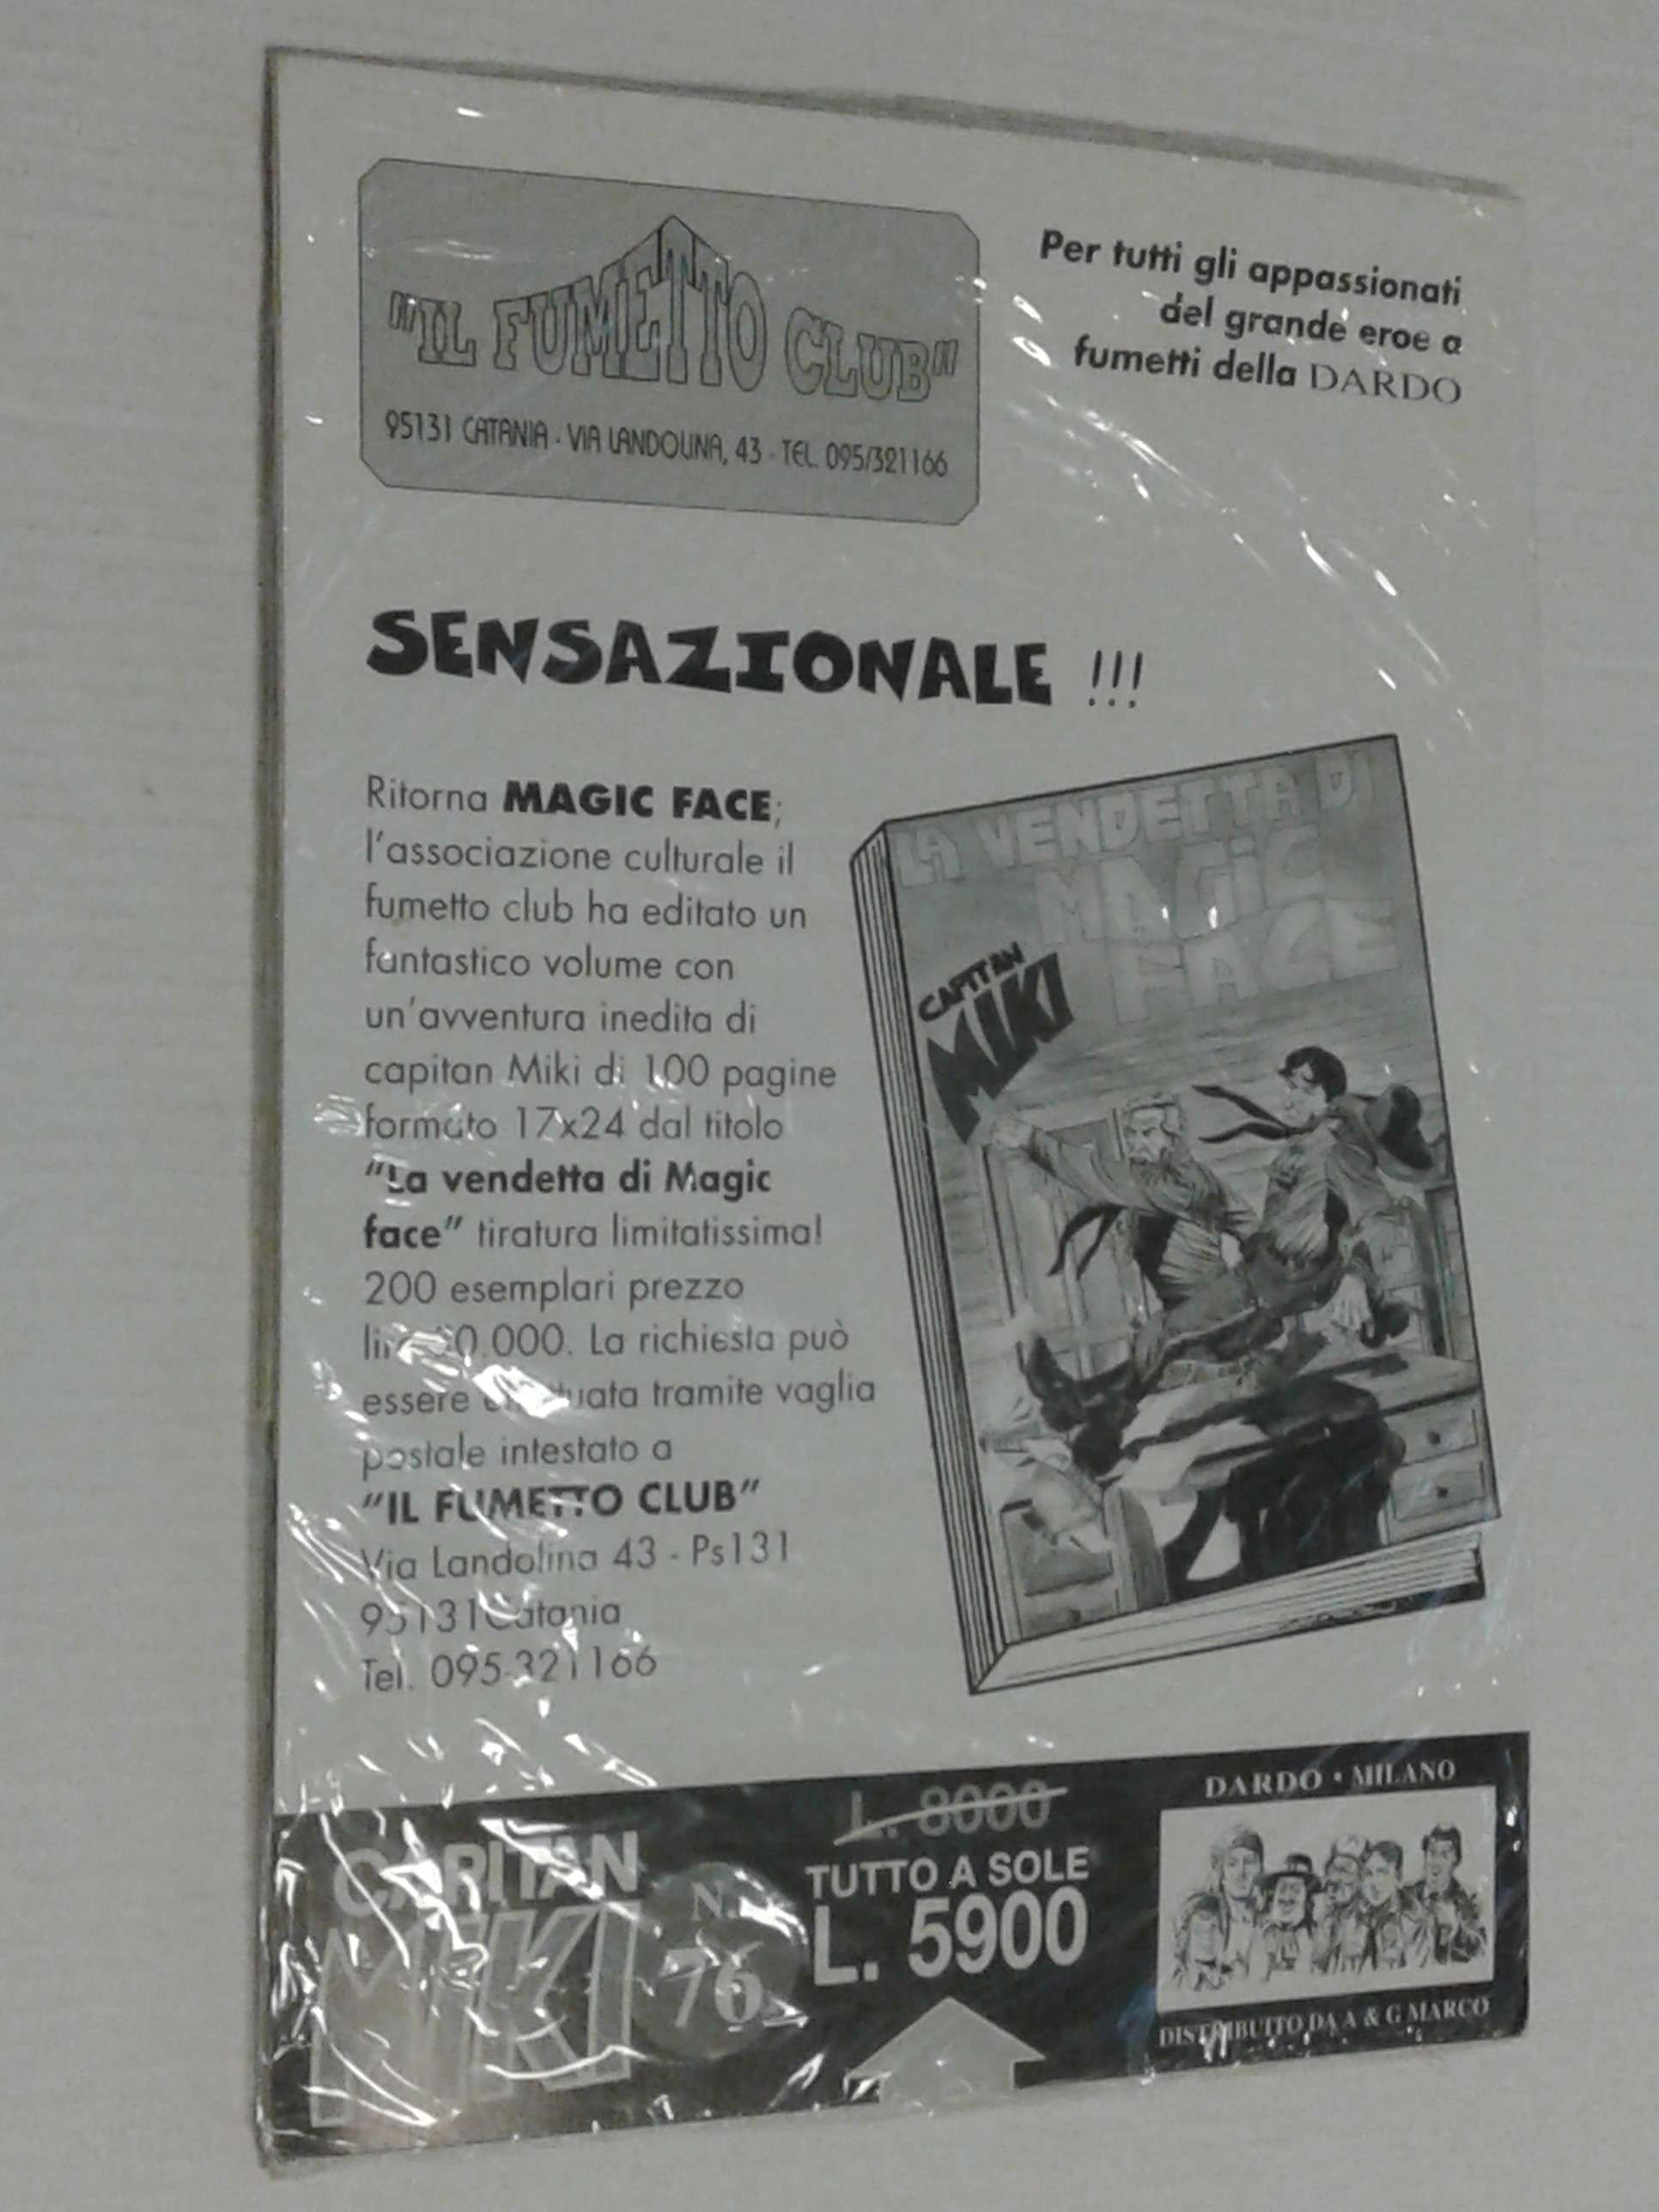 "IL FUMETTO CLUB"
95131 CATANIA - VIA LANDOLINA, 43 - TEL. 095/321166
Per tutti gli appassionati
del grande eroe a
fumetti della DARDO
SENSAZIONALE !!!
Ritorna MAGIC FACE;
l'associazione culturale il
fumetto club ha editato un
fantastico volume con
un'avventura inedita di
capitan Miki di 100 pagine
formato 17x24 dal titolo
"La vendetta di Magic
face" tiratura limitatissima!
200 esemplari prezzo
La richiesta può
essere tramite vaglia
postale intestato a
"IL FUMETTO CLUB"
Via Landolina 43 - Ps131
95131 Catania
Tel. 095-321166
LA VENDETTA DI
MAGIC
FACE
CAPITAN
MIKI
CAPITAN
MIKI
N.
76
L. 8000
TUTTO A SOLE
L. 5900
DARDO • MILANO
DISTRIBUITO DA A & G MARCO